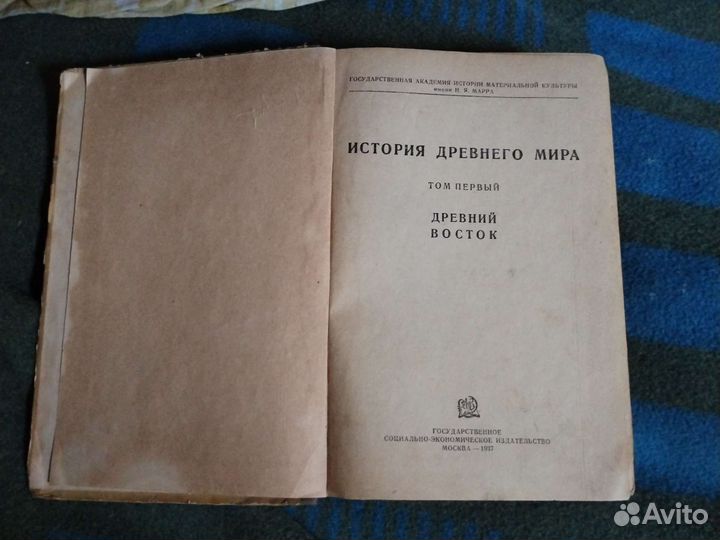 ГОСУДАРСТВЕННАЯ АКАДЕМИЯ ИСТОРИИ МАТЕРИАЛЬНОЙ КУЛЬТУРЫ
имени Н. Я. МАРРА
ИСТОРИЯ ДРЕВНЕГО МИРА
ТОМ ПЕРВЫЙ
ДРЕВНИЙ
ВОСТОК
ГОСУДАРСТВЕННОЕ
СОЦИАЛЬНО-ЭКОНОМИЧЕСКОЕ ИЗДАТЕЛЬСТВО
МОСКВА — 1937
Avito